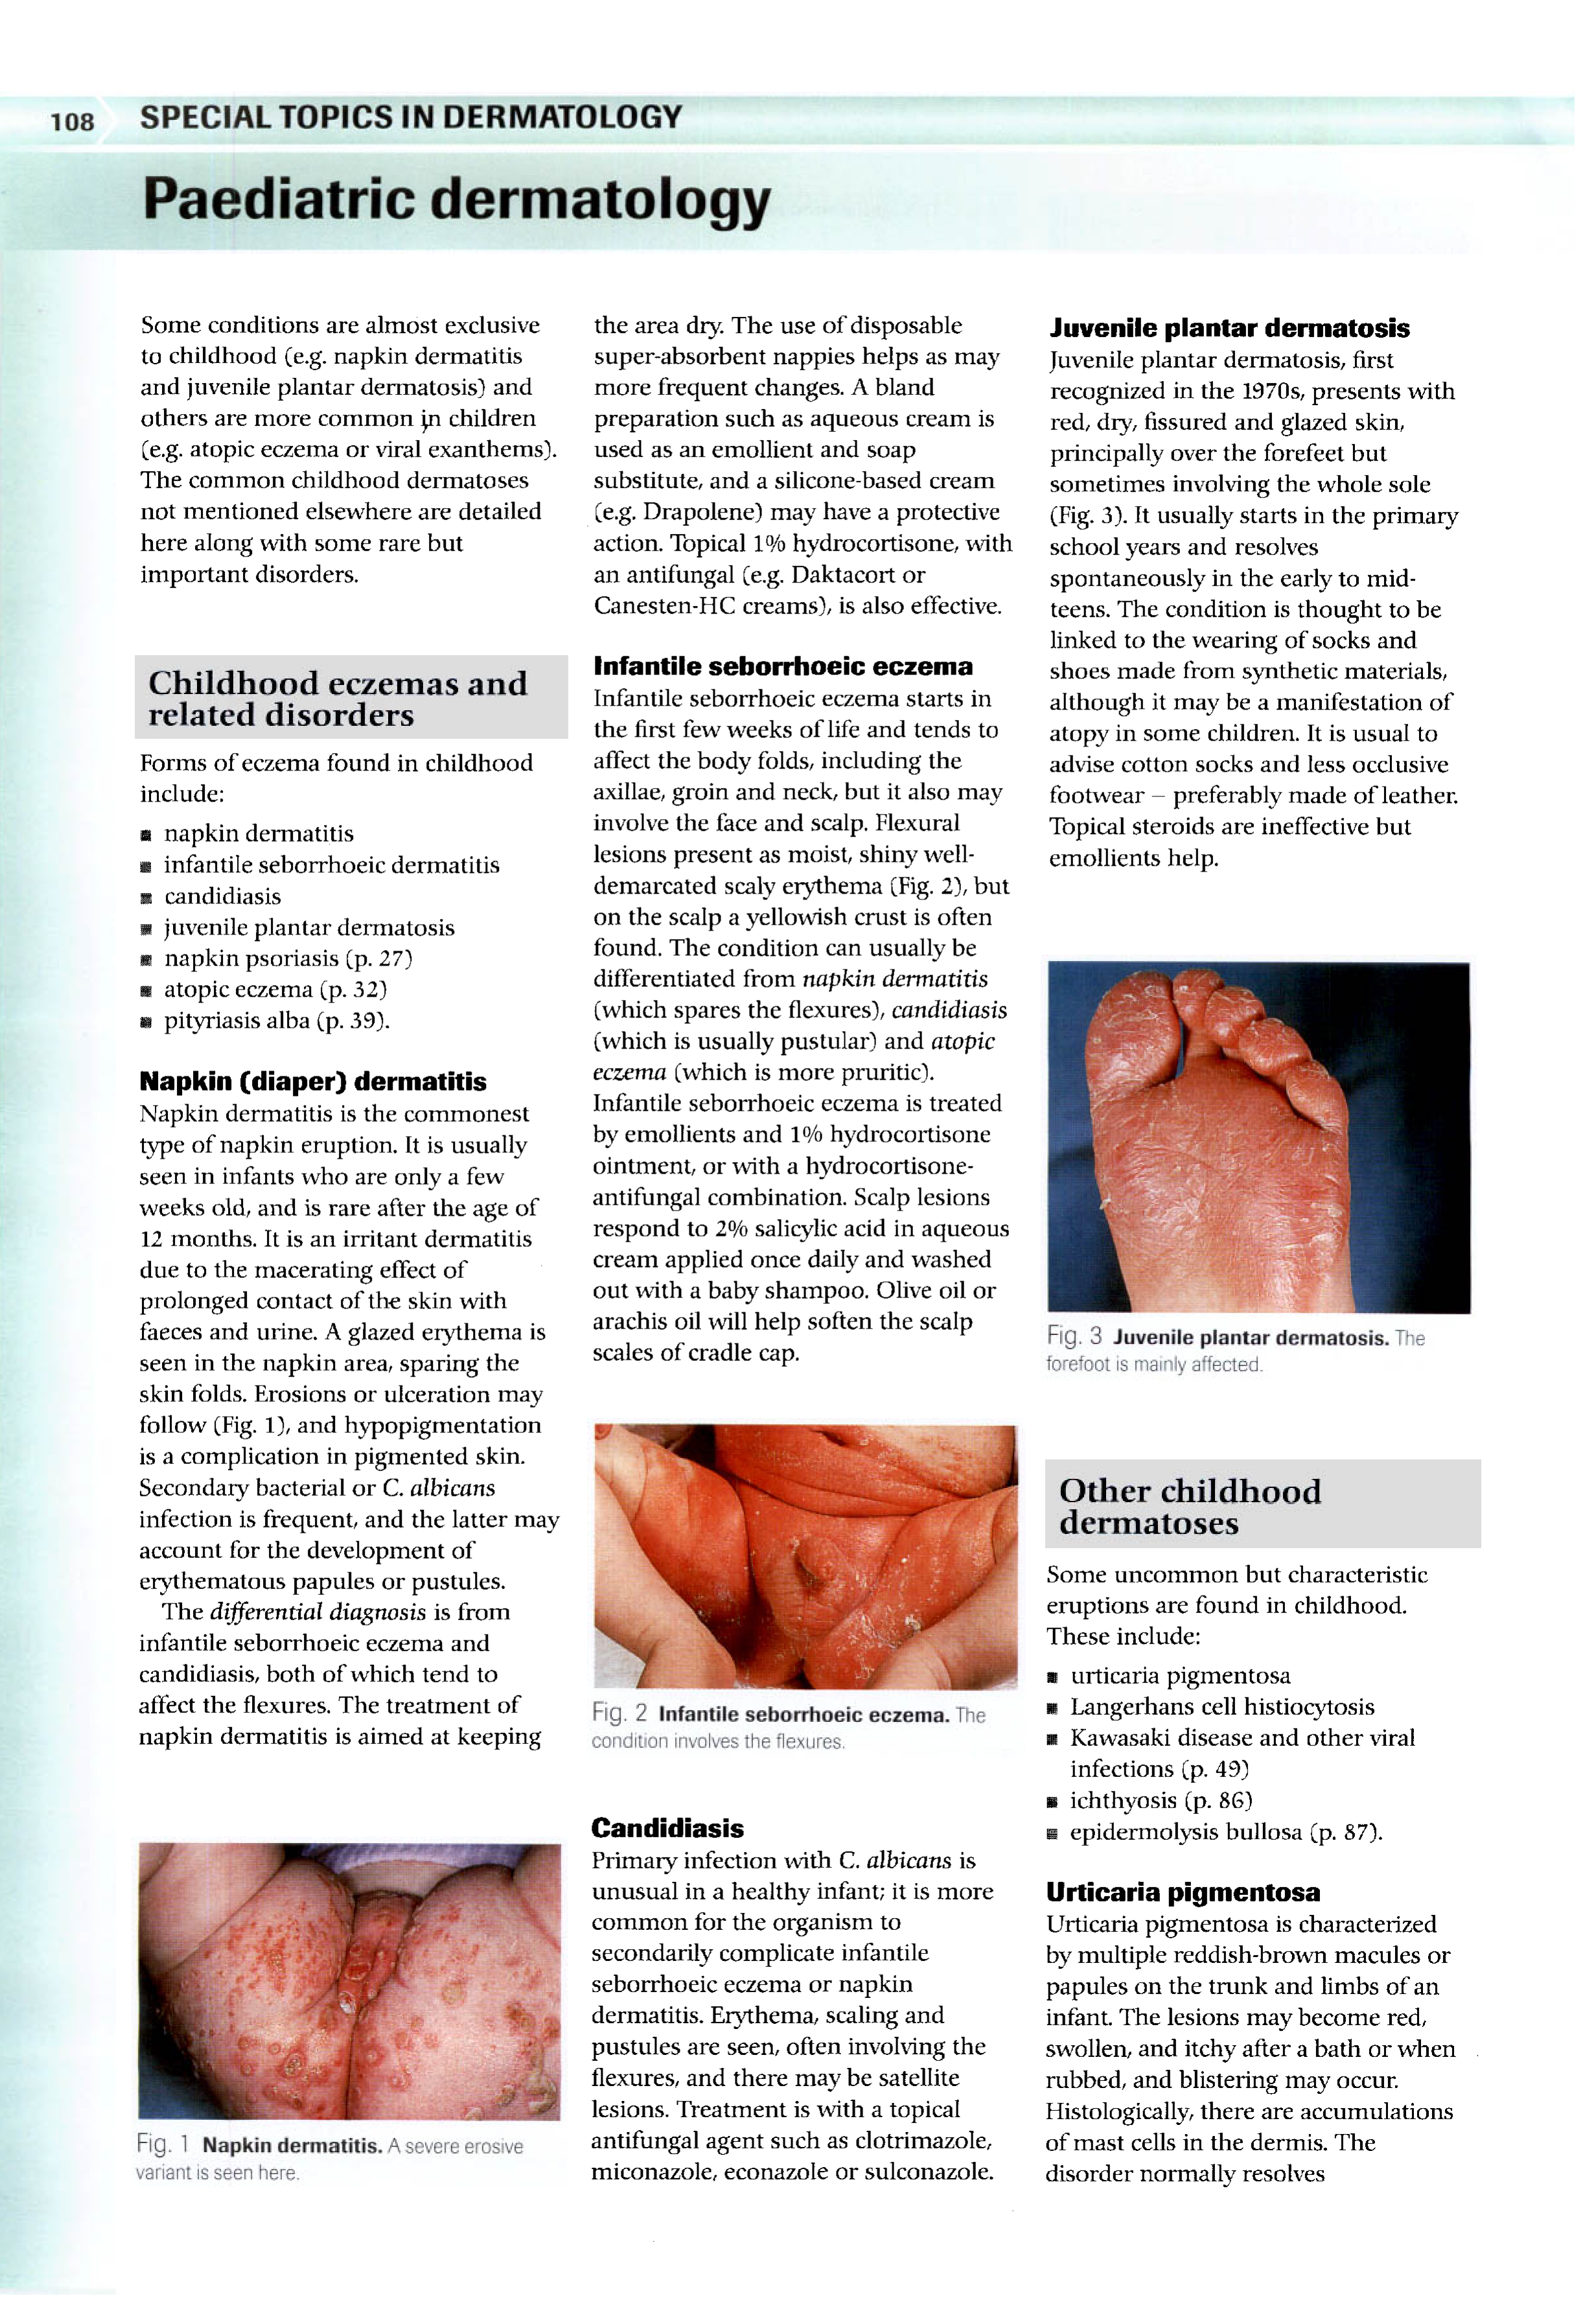 108
SPECIAL TOPICS IN DERMATOLOGY
Paediatric dermatology
Some conditions are almost exclusive
to childhood (e.g. napkin dermatitis
and juvenile plantar dermatosis) and
others are more common in children
(e.g. atopic eczema or viral exanthems).
The common childhood dermatoses
not mentioned elsewhere are detailed
here along with some rare but
important disorders.
Childhood eczemas and
related disorders
Forms of eczema found in childhood
include:
■ napkin dermatitis
■ infantile seborrhoeic dermatitis
■ candidiasis
■ juvenile plantar dermatosis
■ napkin psoriasis (p. 27)
■ atopic eczema (p. 32)
■ pityriasis alba (p. 39).
Napkin (diaper) dermatitis
Napkin dermatitis is the commonest
type of napkin eruption. It is usually
seen in infants who are only a few
weeks old, and is rare after the age of
12 months. It is an irritant dermatitis
due to the macerating effect of
prolonged contact of the skin with
faeces and urine. A glazed erythema is
seen in the napkin area, sparing the
skin folds. Erosions or ulceration may
follow (Fig. 1), and hypopigmentation
is a complication in pigmented skin.
Secondary bacterial or C. albicans
infection is frequent, and the latter may
account for the development of
erythematous papules or pustules.
The differential diagnosis is from
infantile seborrhoeic eczema and
candidiasis, both of which tend to
affect the flexures. The treatment of
napkin dermatitis is aimed at keeping
Fig. 1 Napkin dermatitis. A severe erosive
variant is seen here.
the area dry. The use of disposable
super-absorbent nappies helps as may
more frequent changes. A bland
preparation such as aqueous cream is
used as an emollient and soap
substitute, and a silicone-based cream
(e.g. Drapolene) may have a protective
action. Topical 1% hydrocortisone, with
an antifungal (e.g. Daktacort or
Canesten-HC creams), is also effective.
Infantile seborrhoeic eczema
Infantile seborrhoeic eczema starts in
the first few weeks of life and tends to
affect the body folds, including the
axillae, groin and neck, but it also may
involve the face and scalp. Flexural
lesions present as moist, shiny well-
demarcated scaly erythema (Fig. 2), but
on the scalp a yellowish crust is often
found. The condition can usually be
differentiated from napkin dermatitis
(which spares the flexures), candidiasis
(which is usually pustular) and atopic
eczema (which is more pruritic).
Infantile seborrhoeic eczema is treated
by emollients and 1% hydrocortisone
ointment, or with a hydrocortisone-
antifungal combination. Scalp lesions
respond to 2% salicylic acid in aqueous
cream applied once daily and washed
out with a baby shampoo. Olive oil or
arachis oil will help soften the scalp
scales of cradle cap.
Fig. 2 Infantile seborrhoeic eczema. The
condition involves the flexures.
Candidiasis
Primary infection with C. albicans is
unusual in a healthy infant; it is more
common for the organism to
secondarily complicate infantile
seborrhoeic eczema or napkin
dermatitis. Erythema, scaling and
pustules are seen, often involving the
flexures, and there may be satellite
lesions. Treatment is with a topical
antifungal agent such as clotrimazole,
miconazole, econazole or sulconazole.
Juvenile plantar dermatosis
Juvenile plantar dermatosis, first
recognized in the 1970s, presents with
red, dry, fissured and glazed skin,
principally over the forefeet but
sometimes involving the whole sole
(Fig. 3). It usually starts in the primary
school years and resolves
spontaneously in the early to mid-
teens. The condition is thought to be
linked to the wearing of socks and
shoes made from synthetic materials,
although it may be a manifestation of
atopy in some children. It is usual to
advise cotton socks and less occlusive
footwear – preferably made of leather.
Topical steroids are ineffective but
emollients help.
Fig. 3 Juvenile plantar dermatosis. The
forefoot is mainly affected.
Other childhood
dermatoses
Some uncommon but characteristic
eruptions are found in childhood.
These include:
■ urticaria pigmentosa
■ Langerhans cell histiocytosis
■ Kawasaki disease and other viral
infections (p. 49)
■ ichthyosis (p. 86)
■ epidermolysis bullosa (p. 87).
Urticaria pigmentosa
Urticaria pigmentosa is characterized
by multiple reddish-brown macules or
papules on the trunk and limbs of an
infant. The lesions may become red,
swollen, and itchy after a bath or when
rubbed, and blistering may occur.
Histologically, there are accumulations
of mast cells in the dermis. The
disorder normally resolves